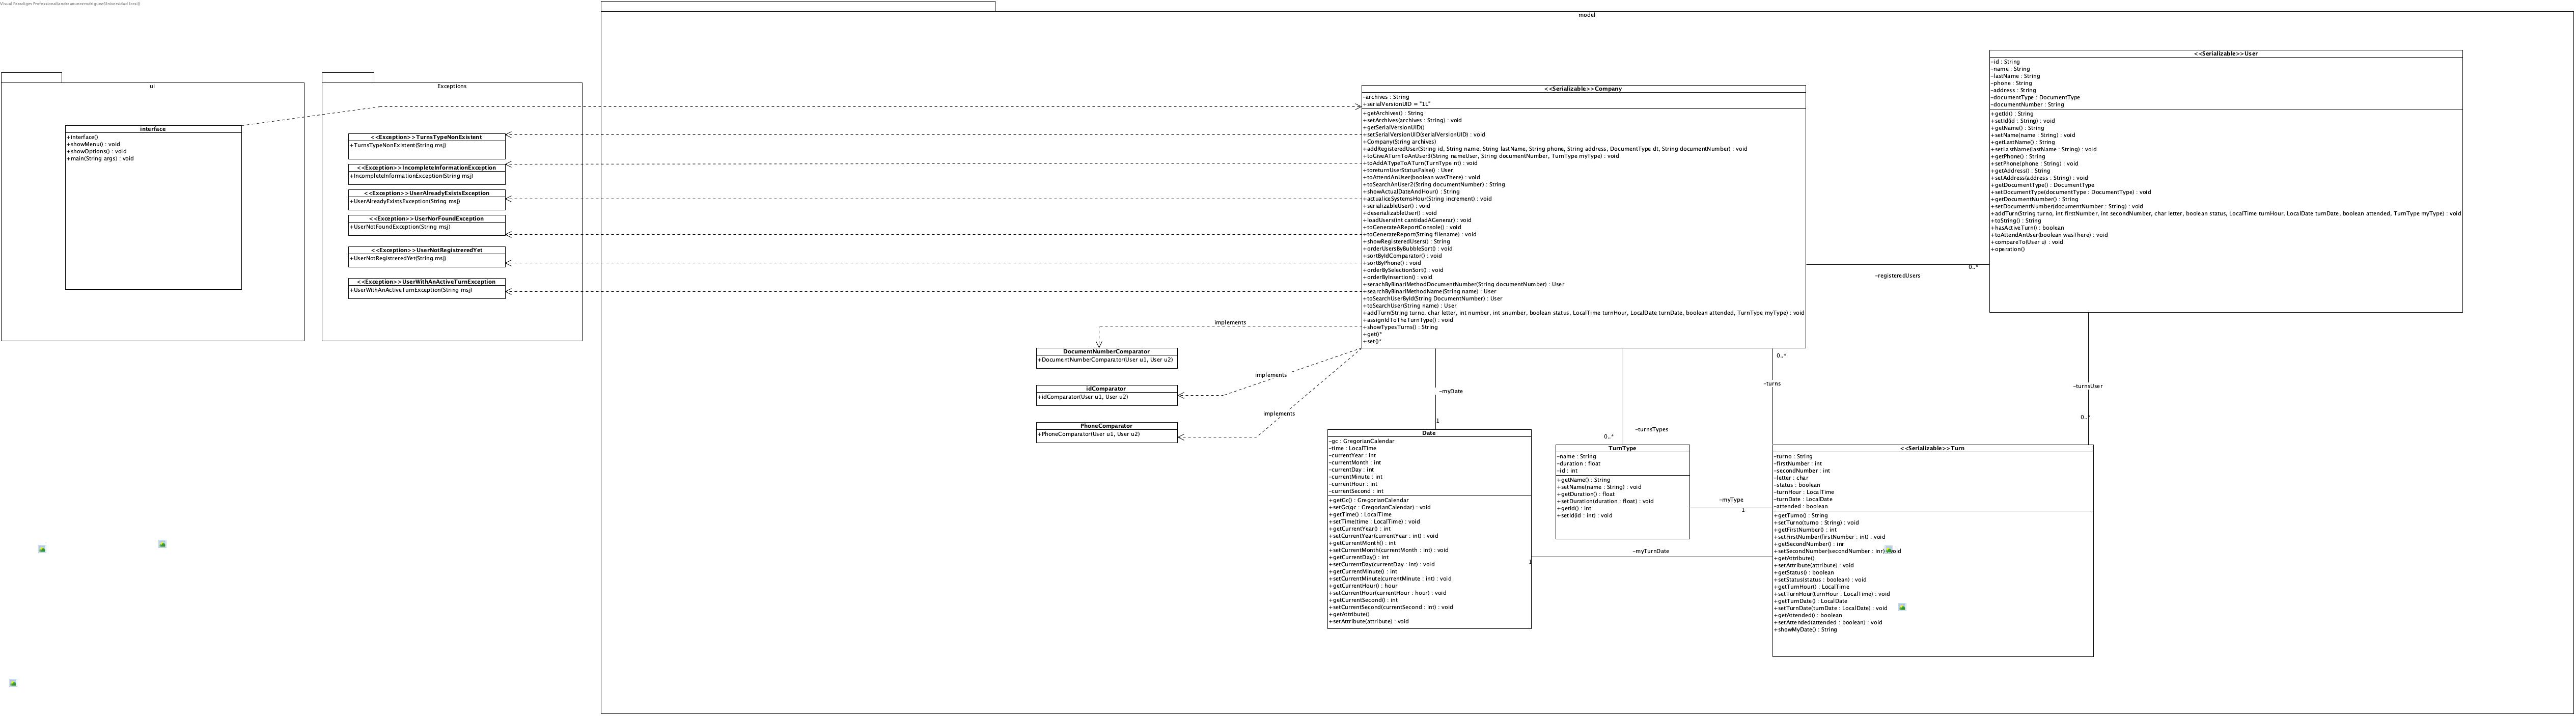 model
ui
interface
+interface()
+showMenu() : void
+showOptions() : void
+main(String args) : void
Exceptions
<<Exception>>TurnsTypeNonExistent
+TurnsTypeNonExistent(String msj)
<<Exception>>IncompleteInformationException
+IncompleteInformationException(String msj)
<<Exception>>UserAlreadyExistsException
+UserAlreadyExistsException(String msj)
<<Exception>>UserNorFoundException
+UserNotFoundException(String msj)
<<Exception>>UserNotRegistreredYet
+UserNotRegistreredYet(String msj)
<<Exception>>UserWithAnActiveTurnException
+UserWithAnActiveTurnException(String msj)
<<Serializable>>Company
-archives : String
+serialVersionUID = "1L"
+getArchives() : String
+setArchives(archives : String) : void
+getSerialVersionUID()
+setSerialVersionUID(serialVersionUID) : void
+Company(String archives)
+addRegisteredUser(String id, String name, String lastName, String phone, String address, DocumentType dt, String documentNumber) : void
+toGiveATurnToAnUser3(String nameUser, String documentNumber, TurnType myType) : void
+toAddATypeToATurn(TurnType nt) : void
+toreturnUserStatusFalse() : User
+toAttendAnUser(boolean wasThere) : void
+toSearchAnUser2(String documentNumber) : String
+showActualDateAndHour() : String
+actualiceSystemsHour(String increment) : void
+serializableUser() : void
+deserializableUser() : void
+loadUsers(int cantidadAGenerar) : void
+toGenerateAReportConsole() : void
+toGenerateReport(String filename) : void
+showRegisteredUsers() : String
+orderUsersByBubbleSort() : void
+sortByIdComparator() : void
+sortByPhone() : void
+orderBySelectionSort() : void
+orderByInsertion() : void
+serachByBinariMethodDocumentNumber(String documentNumber) : User
+searchByBinariMethodName(String name) : User
+toSearchUserById(String DocumentNumber) : User
+toSearchUser(String name) : User
+addTurn(String turno, char letter, int number, int snumber, boolean status, LocalTime turnHour, LocalDate turnDate, boolean attended, TurnType myType) : void
+assignIdToTheTurnType() : void
+showTypesTurns() : String
+get()*
+set()*
<<Serializable>>User
-id : String
-name : String
-lastName : String
-phone : String
-address : String
-documentType : DocumentType
-documentNumber : String
+getId() : String
+setId(id : String) : void
+getName() : String
+setName(name : String) : void
+getLastName() : String
+setLastName(lastName : String) : void
+getPhone() : String
+setPhone(phone : String) : void
+getAddress() : String
+setAddress(address : String) : void
+getDocumentType() : DocumentType
+setDocumentType(documentType : DocumentType) : void
+getDocumentNumber() : String
+setDocumentNumber(documentNumber : String) : void
+addTurn(String turno, int firstNumber, int secondNumber, char letter, boolean status, LocalTime turnHour, LocalDate turnDate, boolean attended, TurnType myType) : void
+toString() : String
+hasActiveTurn() : boolean
+toAttendAnUser(boolean wasThere) : void
+compareTo(User u) : void
+operation()
0..*
-registeredUsers
implements
implements
implements
DocumentNumberComparator
+DocumentNumberComparator(User u1, User u2)
idComparator
+idComparator(User u1, User u2)
PhoneComparator
+PhoneComparator(User u1, User u2)
-myDate
1
-turnsTypes
0..*
0..*
-turns
-turnsUser
0..*
Date
-gc : GregorianCalendar
-time : LocalTime
-currentYear : int
-currentMonth : int
-currentDay : int
-currentMinute : int
-currentHour : int
-currentSecond : int
+getGc() : GregorianCalendar
+setGc(gc : GregorianCalendar) : void
+getTime() : LocalTime
+setTime(time : LocalTime) : void
+getCurrentYear() : int
+setCurrentYear(currentYear : int) : void
+getCurrentMonth() : int
+setCurrentMonth(currentMonth : int) : void
+getCurrentDay() : int
+setCurrentDay(currentDay : int) : void
+getCurrentMinute() : int
+setCurrentMinute(currentMinute : int) : void
+getCurrentHour() : hour
+setCurrentHour(currentHour : hour) : void
+getCurrentSecond() : int
+setCurrentSecond(currentSecond : int) : void
+getAttribute()
+setAttribute(attribute) : void
TurnType
-name : String
-duration : float
-id : int
+getName() : String
+setName(name : String) : void
+getDuration() : float
+setDuration(duration : float) : void
+getId() : int
+setId(id : int) : void
-myType
1
-myTurnDate
1
<<Serializable>>Turn
-turno : String
-firstNumber : int
-secondNumber : int
-letter : char
-status : boolean
-turnHour : LocalTime
-turnDate : LocalDate
-attended : boolean
+getTurno() : String
+setTurno(turno : String) : void
+getFirstNumber() : int
+setFirstNumber(firstNumber : int) : void
+getSecondNumber() : inr
+setSecondNumber(secondNumber : inr) : void
+getAttribute()
+setAttribute(attribute) : void
+getStatus() : boolean
+setStatus(status : boolean) : void
+getTurnHour() : LocalTime
+setTurnHour(turnHour : LocalTime) : void
+getTurnDate() : LocalDate
+setTurnDate(turnDate : LocalDate) : void
+getAttended() : boolean
+setAttended(attended : boolean) : void
+showMyDate() : String